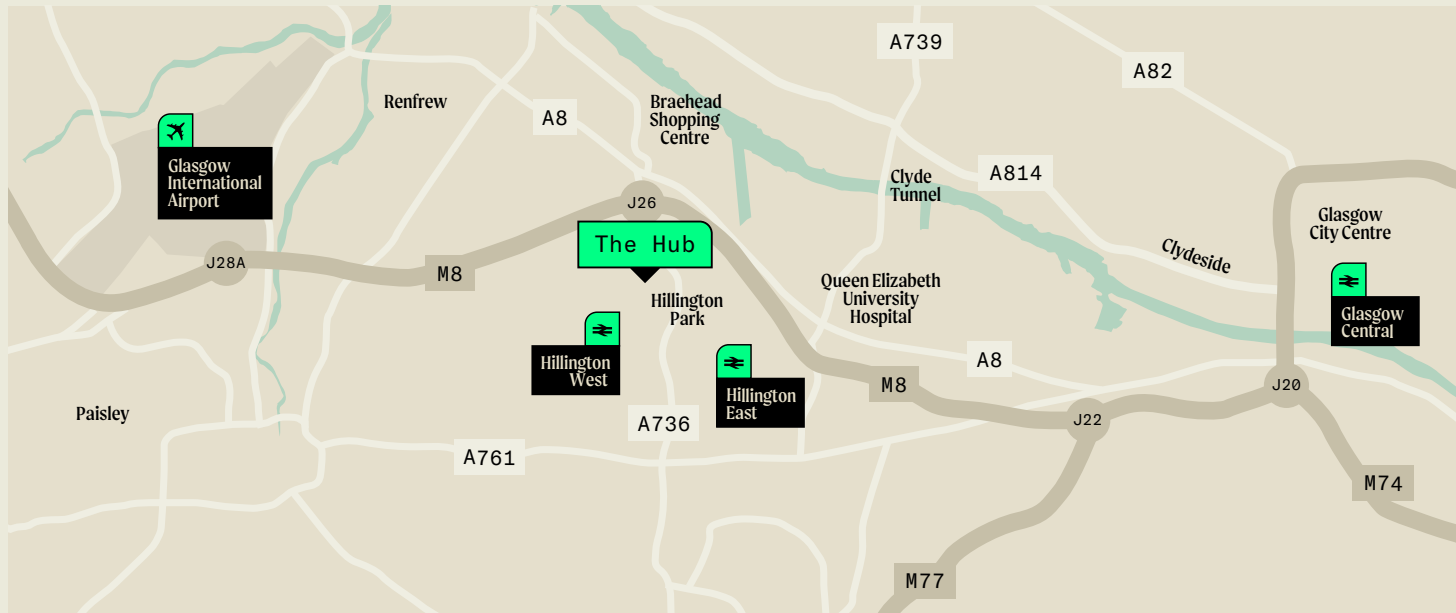 A739
A82
Renfrew
A8
Braehead
Shopping
Centre
Glasgow
International
Airport
Clyde
Tunnel
A814
J26
The Hub
Glasgow
City Centre
Clydeside
J28A
M8
Queen Elizabeth
University
Hospital
Hillington
Park
Glasgow
Central
Hillington
West
A8
Hillington
East
M8
J20
Paisley
A736
J22
A761
M74
M77